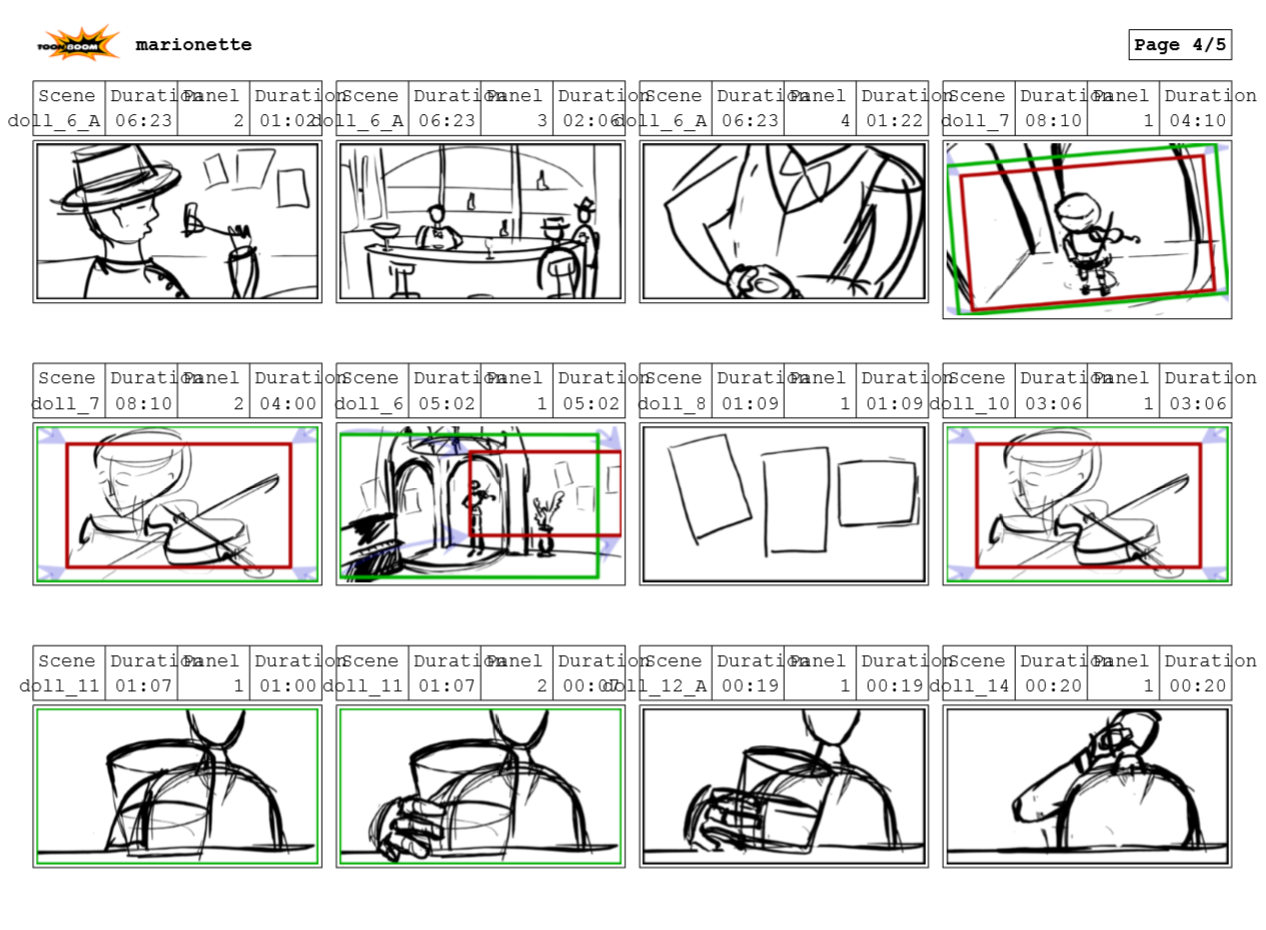 TOON BOOM marionette
Page 4/5
Scene Duration Panel Duration Scene Duration Panel Duration Scene Duration Panel Duration Scene Duration Panel Duration
doll_6_A 06:23 2 01:02 doll_6_A 06:23 3 02:06 doll_6_A 06:23 4 01:22 doll_7 08:10 1 04:10
Scene Duration Panel Duration Scene Duration Panel Duration Scene Duration Panel Duration Scene Duration Panel Duration
doll_7 08:10 2 04:00 doll_6 05:02 1 05:02 doll_8 01:09 1 01:09 doll_10 03:06 1 03:06
Scene Duration Panel Duration Scene Duration Panel Duration Scene Duration Panel Duration Scene Duration Panel Duration
doll_11 01:07 1 01:00 doll_11 01:07 2 00:07 doll_12_A 00:19 1 00:19 doll_14 00:20 1 00:20